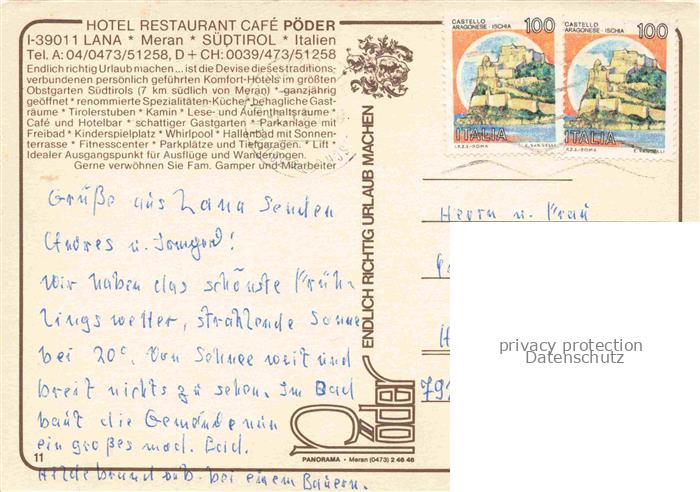 HOTEL RESTAURANT CAFÉ PÖDER
I-39011 LANA * Meran * SÜDTIROL * Italien
Tel. A: 04/0473/51258, D + CH: 0039/473/51258
Endlich richtig Urlaub machen ... ist die Devise dieses traditions-
verbundenen persönlich geführten Komfort-Hotels im größten
Obstgarten Südtirols (7 km südlich von Meran) * ganzjährig
geöffnet * renommierte Spezialitäten-Küche * behagliche Gast-
räume * Tirolerstuben * Kamin * Lese- und Aufenthaltsräume *
Café und Hotelbar * schattiger Gastgarten * Parkanlage mit
Freibad * Kinderspielplatz * Whirlpool * Hallenbad mit Sonnen-
terrasse * Fitnesscenter * Parkplätze und Tiefgaragen. * Lift *
Idealer Ausgangspunkt für Ausflüge und Wanderungen.
Gerne verwöhnen Sie Fam. Gamper und Mitarbeiter
Grüße aus Lana senden
Andres u. Irmgard!
Wir haben das schönste Früh-
lingswetter, strahlende Sonne
bei 20°. Von Schnee weit und
breit nichts zu sehen. Im Bad
baut die Gemeinde nun
ein großes mod. Bad.
Hildebrand bei einem Bauern.
11
ENDLICH RICHTIG URLAUB MACHEN
Pöder
PANORAMA • Meran (0473) 2 46 46
CASTELLO
ARAGONESE - ISCHIA
100
ITALIA
I.P.Z.S. - ROMA
CASTELLO
ARAGONESE - ISCHIA
100
ITALIA
I.P.Z.S. - ROMA
Herrn u. Frau
privacy protection
Datenschutz